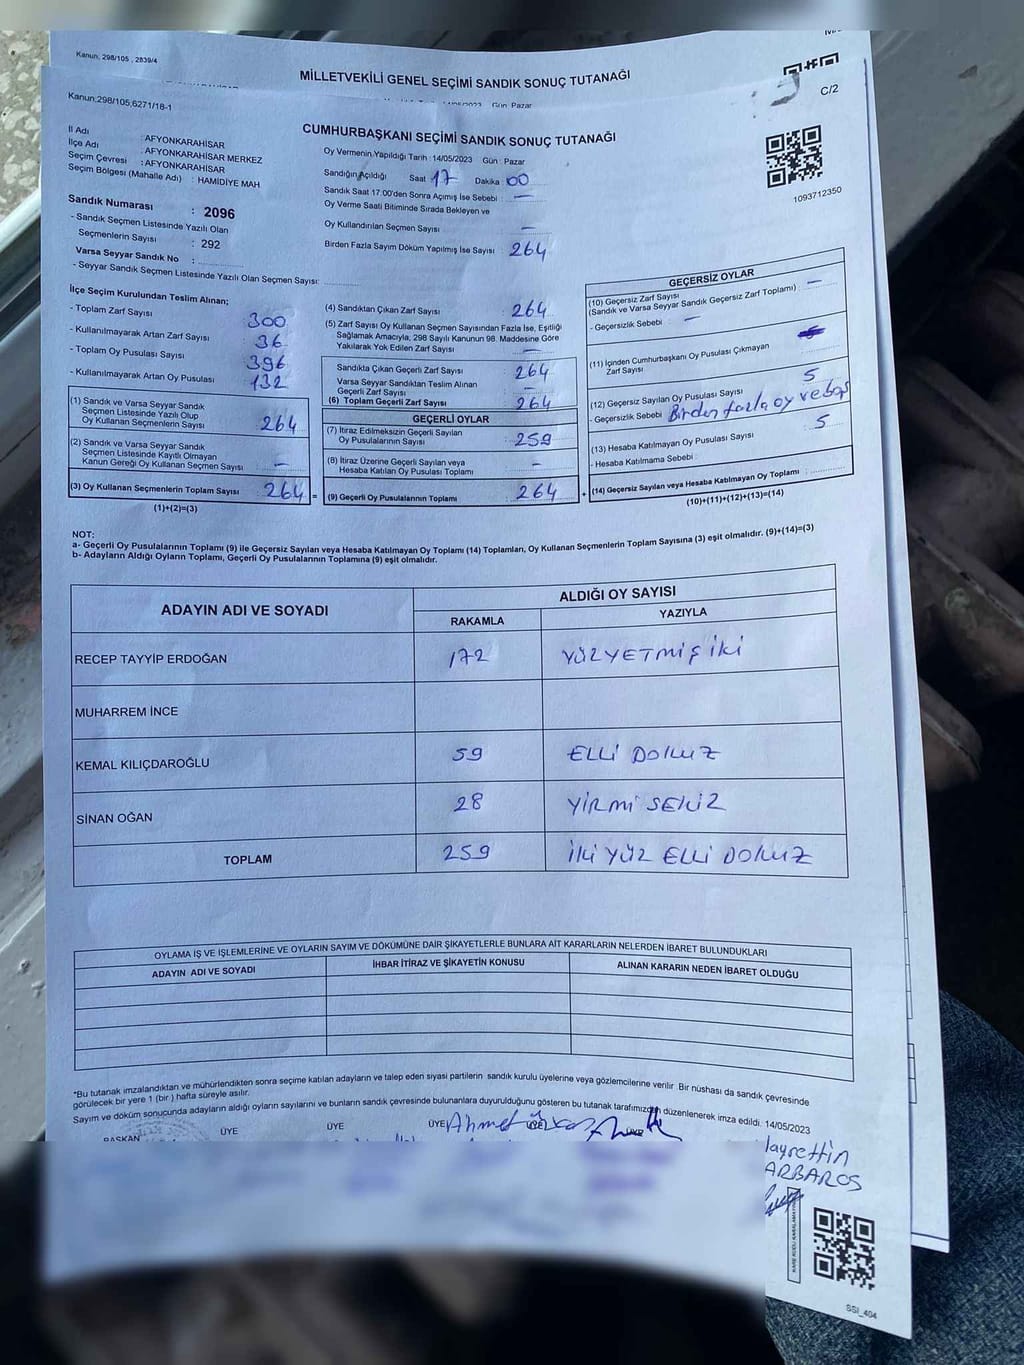 Kanun, 298/105 , 2839/4
MİLLETVEKİLİ GENEL SEÇİMİ SANDIK SONUÇ TUTANAĞI
Gün Pazar
Kanun,298/105,6271/18-1
C/2
CUMHURBAŞKANI SEÇİMİ SANDIK SONUÇ TUTANAĞI
İl Adı : AFYONKARAHİSAR
İlçe Adı : AFYONKARAHİSAR MERKEZ
Seçim Çevresi : AFYONKARAHİSAR
Seçim Bölgesi (Mahalle Adı) : HAMİDİYE MAH
Oy Vermenin Yapıldığı Tarih : 14/05/2023 Gün : Pazar
Sandığın Açıldığı Saat 17 Dakika 00
Sandık Saat 17.00'den Sonra Açımış İse Sebebi : —
Oy Verme Saati Bitiminde Sırada Bekleyen ve
Oy Kullandırılan Seçmen Sayısı —
Birden Fazla Sayım Döküm Yapılmış İse Sayısı : 264
1093712350
Sandık Numarası : 2096
- Sandık Seçmen Listesinde Yazılı Olan
Seçmenlerin Sayısı : 292
Varsa Seyyar Sandık No :
- Seyyar Sandık Seçmen Listesinde Yazılı Olan Seçmen Sayısı:
İlçe Seçim Kurulundan Teslim Alınan;
- Toplam Zarf Sayısı 300
- Kullanılmayarak Artan Zarf Sayısı 36
- Toplam Oy Pusulası Sayısı 396
- Kullanılmayarak Artan Oy Pusulası 132
(1) Sandık ve Varsa Seyyar Sandık
Seçmen Listesinde Yazılı Olup
Oy Kullanan Seçmenlerin Sayısı 264
(2) Sandık ve Varsa Seyyar Sandık
Seçmen Listesinde Kayıtlı Olmayan
Kanun Gereği Oy Kullanan Seçmen Sayısı —
(3) Oy Kullanan Seçmenlerin Toplam Sayısı 264 =
(1)+(2)=(3)
(4) Sandıktan Çıkan Zarf Sayısı 264
(5) Zarf Sayısı Oy Kullanan Seçmen Sayısından Fazla İse, Eşitliği
Sağlamak Amacıyla, 298 Sayılı Kanunun 98. Maddesine Göre
Yakılarak Yok Edilen Zarf Sayısı —
Sandıkta Çıkan Geçerli Zarf Sayısı 264
Varsa Seyyar Sandıktan Teslim Alınan
Geçerli Zarf Sayısı —
(6) Toplam Geçerli Zarf Sayısı 264
GEÇERLİ OYLAR
(7) İtiraz Edilmeksizin Geçerli Sayılan
Oy Pusulalarının Sayısı 259
(8) İtiraz Üzerine Geçerli Sayılan veya
Hesaba Katılan Oy Pusulası Toplamı —
(9) Geçerli Oy Pusulalarının Toplamı 264 +
GEÇERSİZ OYLAR
(10) Geçersiz Zarf Sayısı
(Sandık ve Varsa Seyyar Sandık Geçersiz Zarf Toplamı) : —
- Geçersizlik Sebebi : —
(11) İçinden Cumhurbaşkanı Oy Pusulası Çıkmayan
Zarf Sayısı
(12) Geçersiz Sayılan Oy Pusulası Sayısı 5
- Geçersizlik Sebebi Birden fazla oy ve boş
(13) Hesaba Katılmayan Oy Pusulası Sayısı 5
- Hesaba Katılmama Sebebi :
(14) Geçersiz Sayılan veya Hesaba Katılmayan Oy Toplamı :
(10)+(11)+(12)+(13)=(14)
NOT:
a- Geçerli Oy Pusulalarının Toplamı (9) ile Geçersiz Sayılan veya Hesaba Katılmayan Oy Toplamı (14) Toplamları, Oy Kullanan Seçmenlerin Toplam Sayısına (3) eşit olmalıdır. (9)+(14)=(3)
b- Adayların Aldığı Oyların Toplamı, Geçerli Oy Pusulalarının Toplamına (9) eşit olmalıdır.
ADAYIN ADI VE SOYADI
ALDIĞI OY SAYISI
RAKAMLA YAZIYLA
RECEP TAYYİP ERDOĞAN 172 YÜZYETMİŞİKİ
MUHARREM İNCE
KEMAL KILIÇDAROĞLU 59 ELLİ DOKUZ
SİNAN OĞAN 28 YİRMİ SEKİZ
TOPLAM 259 İKİ YÜZ ELLİ DOKUZ
OYLAMA İŞ VE İŞLEMLERİNE VE OYLARIN SAYIM VE DÖKÜMÜNE DAİR ŞİKAYETLERLE BUNLARA AİT KARARLARIN NELERDEN İBARET BULUNDUKLARI
ADAYIN ADI VE SOYADI İHBAR İTİRAZ VE ŞİKAYETİN KONUSU ALINAN KARARIN NEDEN İBARET OLDUĞU
*Bu tutanak imzalandıktan ve mühürlendikten sonra seçime katılan adayların ve talep eden siyasi partilerin sandık kurulu üyelerine veya gözlemcilerine verilir Bir nüshası da sandık çevresinde
görülecek bir yere 1 (bir ) hafta süreyle asılır.
Sayım ve döküm sonucunda adayların aldığı oyların sayılarını ve bunların sandık çevresinde bulunanlara duyurulduğunu gösteren bu tutanak tarafımızdan düzenlenerek imza edildi. 14/05/2023
BAŞKAN ÜYE ÜYE ÜYE Ahmet ÜYE ÜYE
Hayrettin
BARBAROS
SSI_404